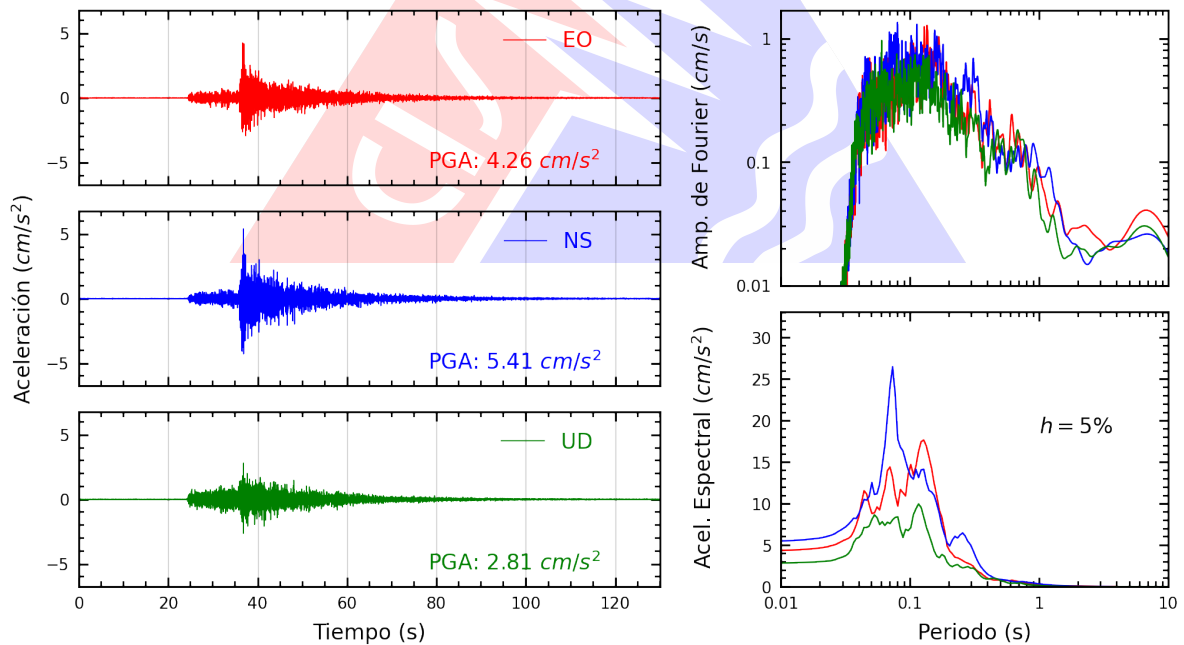 Aceleración (cm/s²)
5
0
−5
EO
PGA: 4.26 cm/s²
5
0
−5
NS
PGA: 5.41 cm/s²
5
0
−5
UD
PGA: 2.81 cm/s²
0 20 40 60 80 100 120
Tiempo (s)
Amp. de Fourier (cm/s)
1
0.1
0.01
Acel. Espectral (cm/s²)
30
25
20
15
10
5
0
h = 5%
0.01 0.1 1 10
Periodo (s)